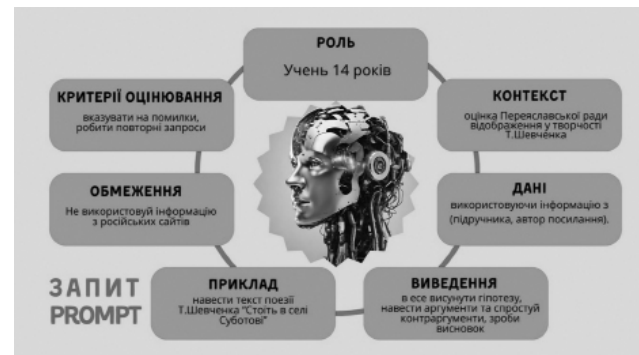 РОЛЬ
Учень 14 років
КОНТЕКСТ
оцінка Переяславської ради
відображення у творчості
Т.Шевченка
ДАНІ
використовуючи інформацію з
(підручника, автор посилання).
ВИВЕДЕННЯ
в есе висунути гіпотезу,
навести аргументи та спростуй
контраргументи, зроби
висновок
ПРИКЛАД
навести текст поезії
Т.Шевченка "Стоїть в селі
Суботові"
ОБМЕЖЕННЯ
Не використовуй інформацію
з російських сайтів
КРИТЕРІЇ ОЦІНЮВАННЯ
вказувати на помилки,
робити повторні запроси
ЗАПИТ
PROMPT